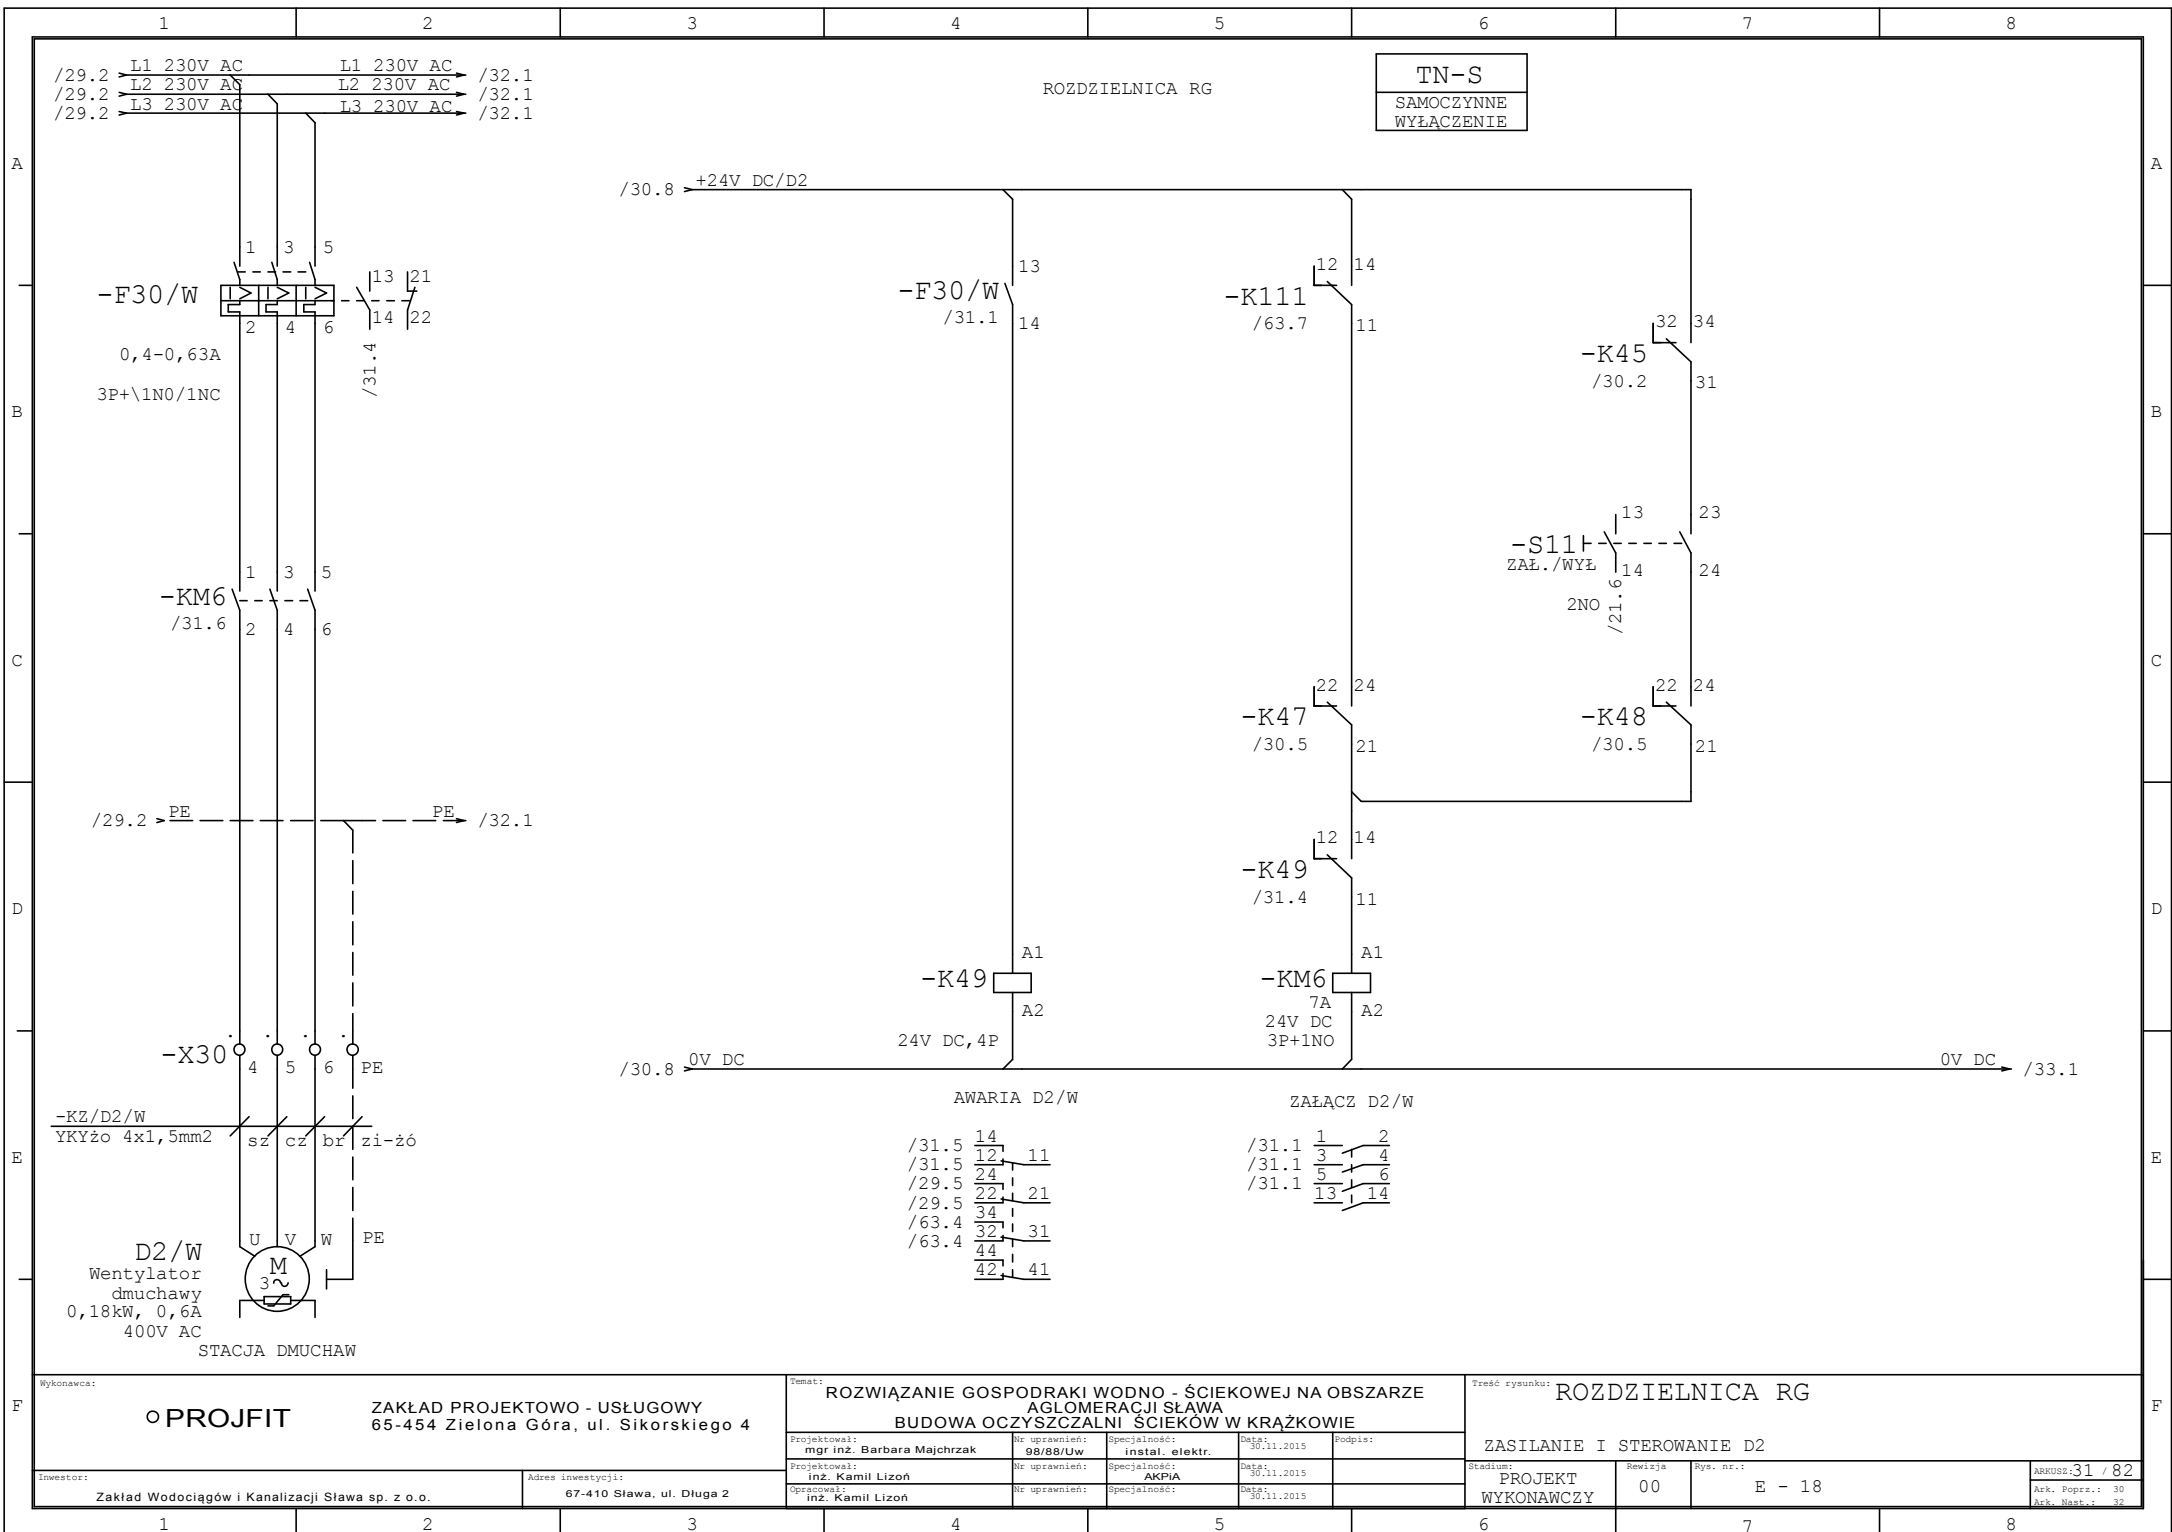 1 2 3 4 5 6 7 8
A A
B B
C C
D D
E E
F F
/29.2 L1 230V AC L1 230V AC /32.1
/29.2 L2 230V AC L2 230V AC /32.1
/29.2 L3 230V AC L3 230V AC /32.1
ROZDZIELNICA RG
TN-S
SAMOCZYNNE
WYŁĄCZENIE
/30.8 +24V DC/D2
1 3 5
-F30/W
13 21
14 22
2 4 6
/31.4
0,4-0,63A
3P+\1N0/1NC
13
-F30/W
/31.1
14
12 14
-K111
/63.7
11
32 34
-K45
/30.2
31
13 23
-S11
ZAŁ./WYŁ
14 24
2NO
/21.6
1 3 5
-KM6
/31.6
2 4 6
22 24
-K47
/30.5
21
22 24
-K48
/30.5
21
/29.2 PE PE /32.1
12 14
-K49
/31.4
11
A1
-K49
A2
24V DC,4P
A1
-KM6
7A
A2
24V DC
3P+1NO
-X30
4 5 6 PE
/30.8 0V DC 0V DC /33.1
AWARIA D2/W
ZAŁĄCZ D2/W
-KZ/D2/W
YKYżo 4x1,5mm2 sz cz br zi-żó
/31.5 14
/31.5 12 11
/29.5 24
/29.5 22 21
/63.4 34
/63.4 32 31
44
42 41
/31.1 1 2
/31.1 3 4
/31.1 5 6
13 14
U V W PE
D2/W
M
3~
Wentylator
dmuchawy
0,18kW, 0,6A
400V AC
STACJA DMUCHAW
Wykonawca:
PROJFIT
ZAKŁAD PROJEKTOWO - USŁUGOWY
65-454 Zielona Góra, ul. Sikorskiego 4
Inwestor:
Zakład Wodociągów i Kanalizacji Sława sp. z o.o.
Adres inwestycji:
67-410 Sława, ul. Długa 2
Temat:
ROZWIĄZANIE GOSPODRAKI WODNO - ŚCIEKOWEJ NA OBSZARZE
AGLOMERACJI SŁAWA
BUDOWA OCZYSZCZALNI ŚCIEKÓW W KRĄŻKOWIE
Projektował: mgr inż. Barbara Majchrzak Nr uprawnień: 98/88/Uw Specjalność: instal. elektr. Data: 30.11.2015 Podpis:
Projektował: inż. Kamil Lizoń Nr uprawnień: Specjalność: AKPiA Data: 30.11.2015
Opracował: inż. Kamil Lizoń Nr uprawnień: Specjalność: Data: 30.11.2015
Treść rysunku: ROZDZIELNICA RG
ZASILANIE I STEROWANIE D2
Stadium:
PROJEKT
WYKONAWCZY
Rewizja
00
Rys. nr.:
E - 18
ARKUSZ:31 / 82
Ark. Poprz.: 30
Ark. Nast.: 32
1 2 3 4 5 6 7 8